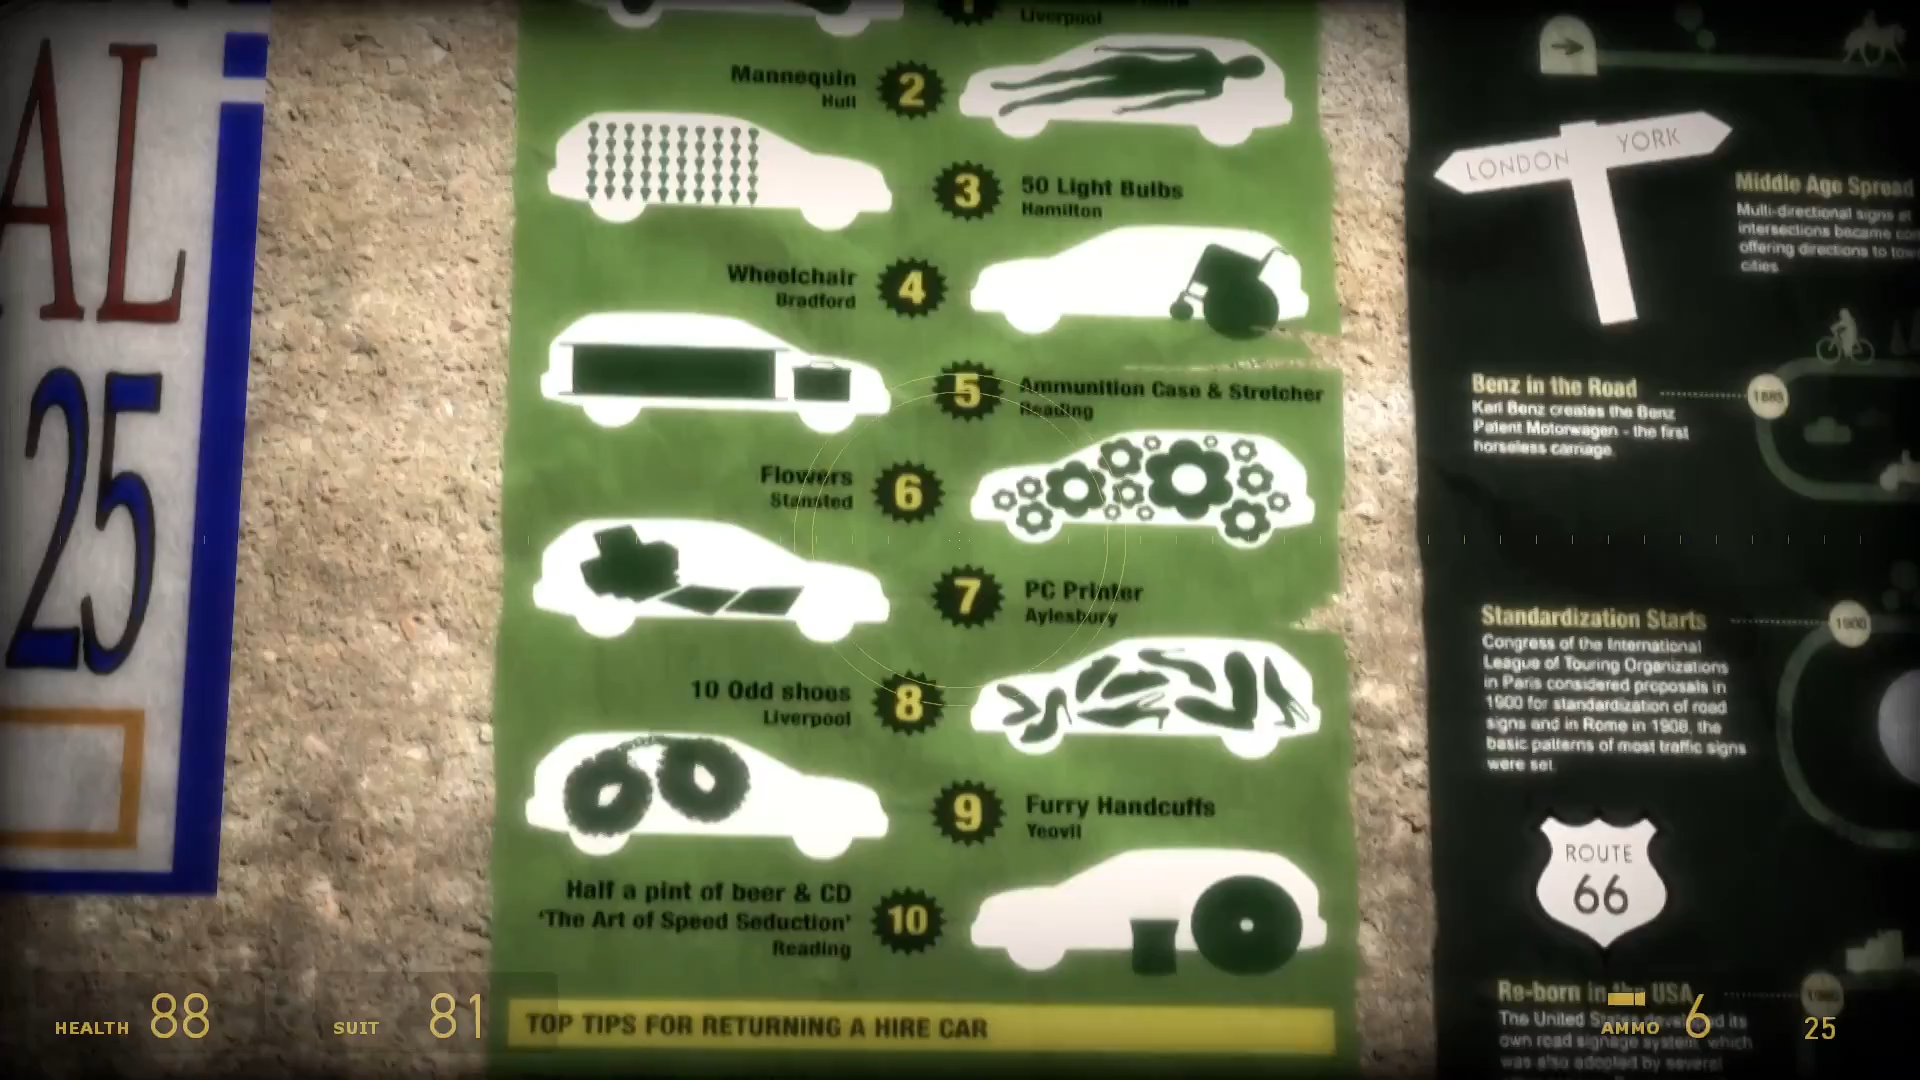 AL
25
Liverpool
Mannequin
Hull
2
3
50 Light Bulbs
Hamilton
Wheelchair
Bradford
4
5
Ammunition Case & Stretcher
Reading
Flowers
Stansted
6
7
PC Printer
Aylesbury
10 Odd shoes
Liverpool
8
9
Furry Handcuffs
Yeovil
Half a pint of beer & CD
'The Art of Speed Seduction'
Reading
10
TOP TIPS FOR RETURNING A HIRE CAR
LONDON YORK
Middle Age Spread
Multi-directional signs at
intersections became
offering directions to
cities.
Benz in the Road
1885
Karl Benz creates the Benz
Patent Motorwagen - the first
horseless carriage.
Standardization Starts
1900
Congress of the International
League of Touring Organizations
in Paris considered proposals in
1900 for standardization of road
signs and in Rome in 1908, the
basic patterns of most traffic signs
were set.
ROUTE
66
Re-born in the USA
The United States developed its
own road signage system, which
was also adopted by several
HEALTH 88
SUIT 81
AMMO 6
25